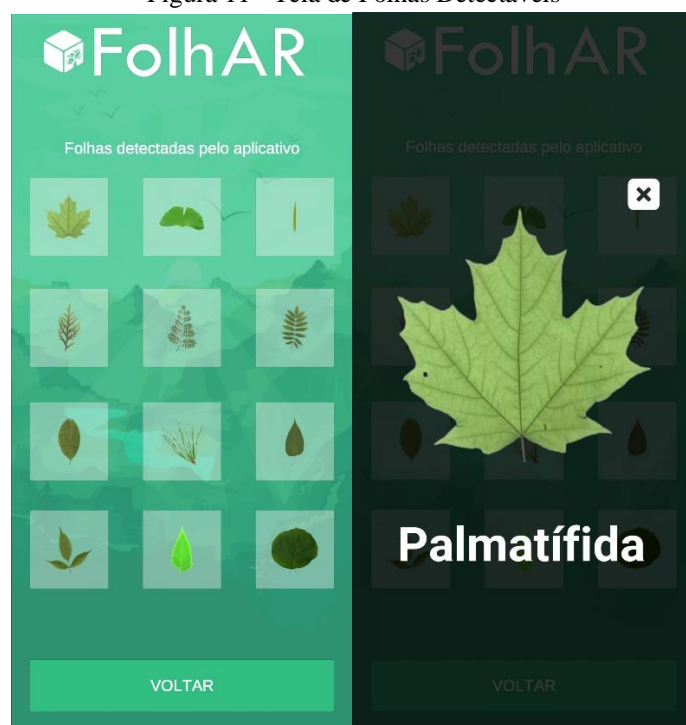 Figura 11 - Tela de Folhas Detectáveis
FolhAR
Folhas detectadas pelo aplicativo
VOLTAR
FolhAR
Folhas detectadas pelo aplicativo
Palmatífida
VOLTAR